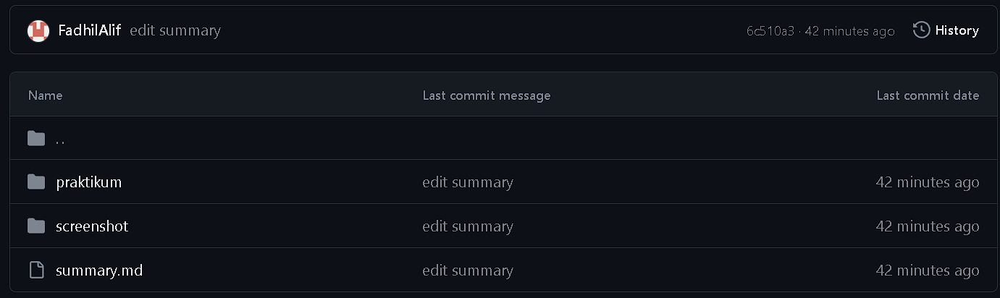 FadhilAlif edit summary 6c510a3 · 42 minutes ago History
Name Last commit message Last commit date
..
praktikum edit summary 42 minutes ago
screenshot edit summary 42 minutes ago
summary.md edit summary 42 minutes ago